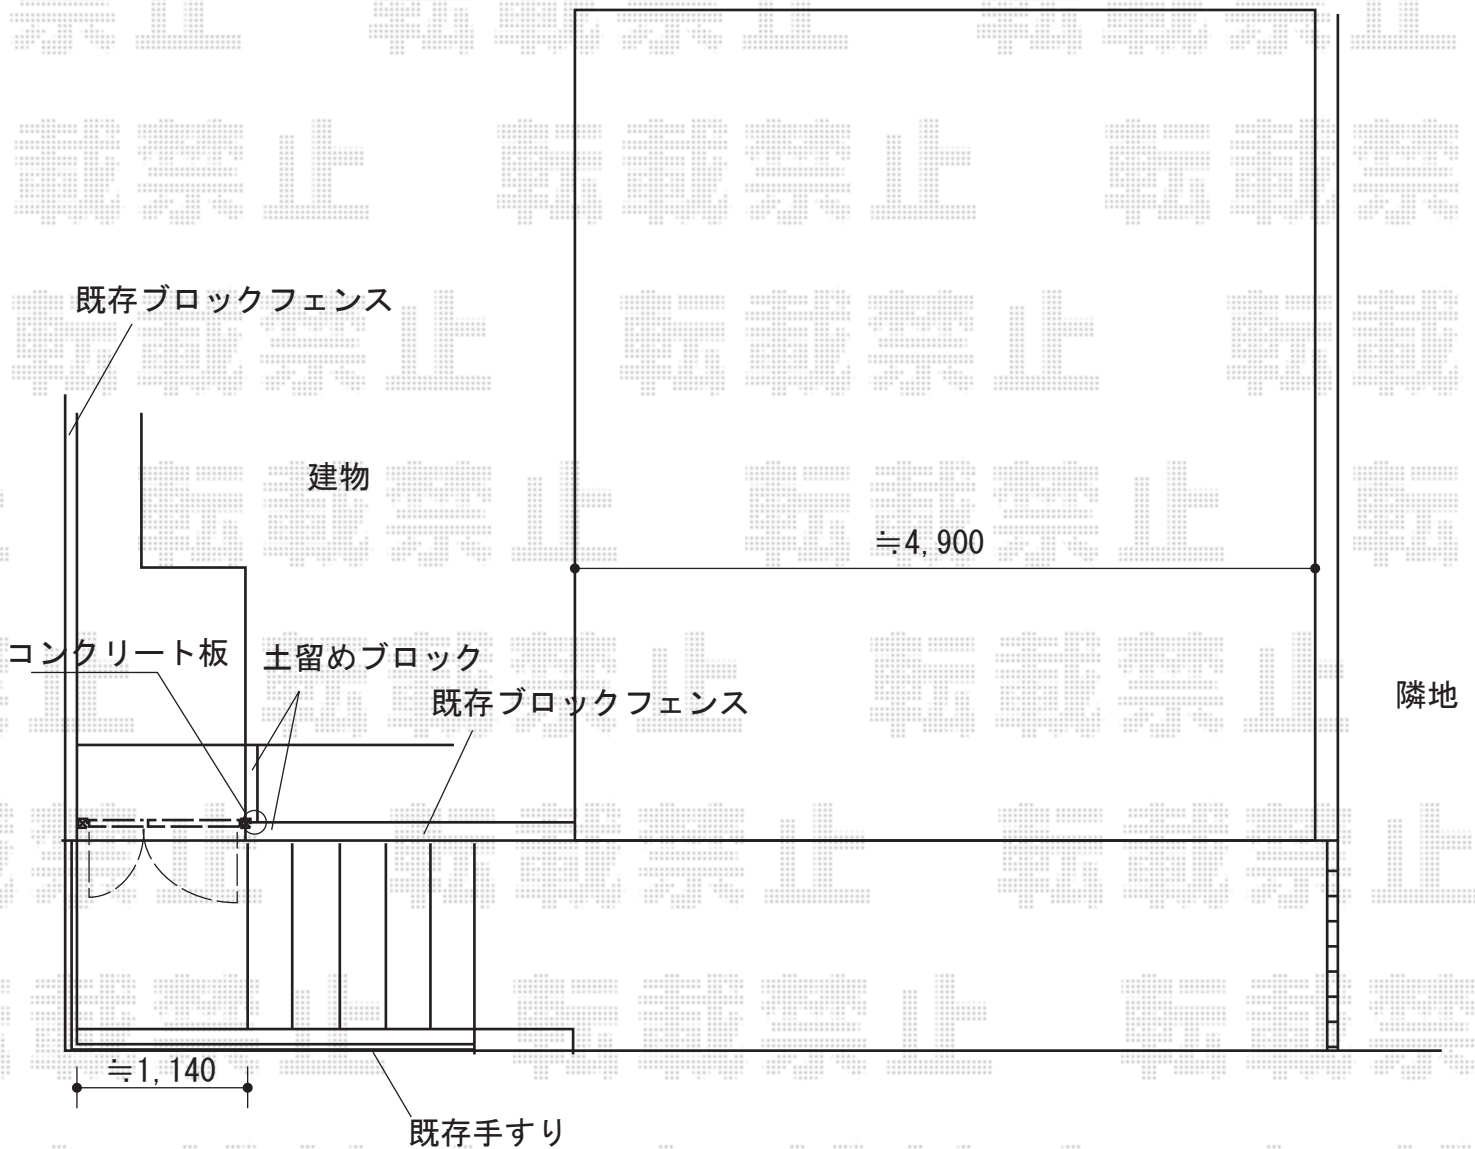 転載禁止
既存ブロックフェンス
建物
≒4,900
コンクリート板
土留めブロック
既存ブロックフェンス
隣地
≒1,140
既存手すり